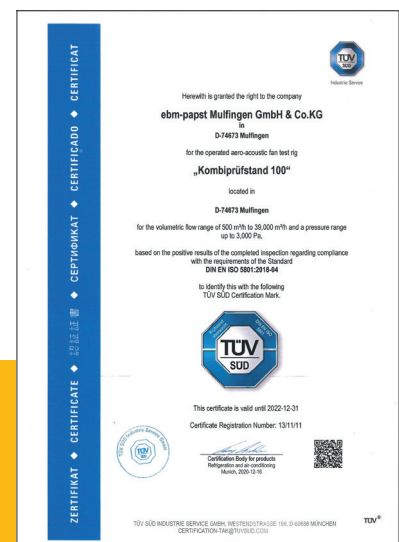 ZERTIFIKAT ◆ CERTIFICATE ◆ 認証証書 ◆ СЕРТИФИКАТ ◆ CERTIFICADO ◆ CERTIFICAT
TÜV
SÜD
Industrie Service
Herewith is granted the right to the company
ebm-papst Mulfingen GmbH & Co.KG
in
D-74673 Mulfingen
for the operated aero-acoustic fan test rig
„Kombiprüfstand 100“
located in
D-74673 Mulfingen
for the volumetric flow range of 500 m³/h to 39,000 m³/h and a pressure range
up to 3,000 Pa,
based on the positive results of the completed inspection regarding compliance
with the requirements of the Standard
DIN EN ISO 5801:2018-04
to identify this with the following
TÜV SÜD Certification Mark.
TÜV
SÜD
This certificate is valid until 2022-12-31
Certificate Registration Number: 13/11/11
TÜV
Certification Body for products
Refrigeration and air-conditioning
Munich, 2020-12-16
TÜV SÜD INDUSTRIE SERVICE GMBH, WESTENDSTRASSE 199, D-80686 MÜNCHEN
CERTIFICATION-TAK@TUVSUD.COM
TÜV®